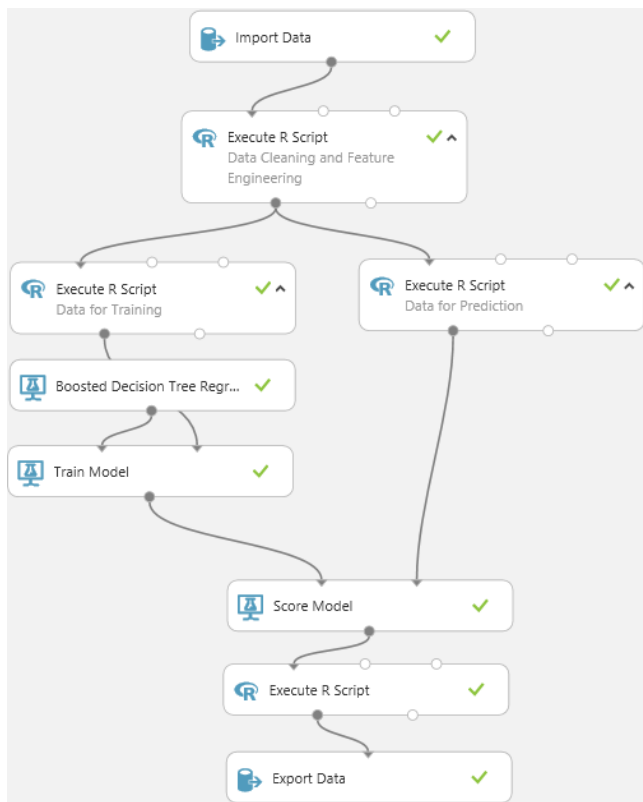 Import Data
Execute R Script
Data Cleaning and Feature
Engineering
Execute R Script
Data for Training
Execute R Script
Data for Prediction
Boosted Decision Tree Regr...
Train Model
Score Model
Execute R Script
Export Data